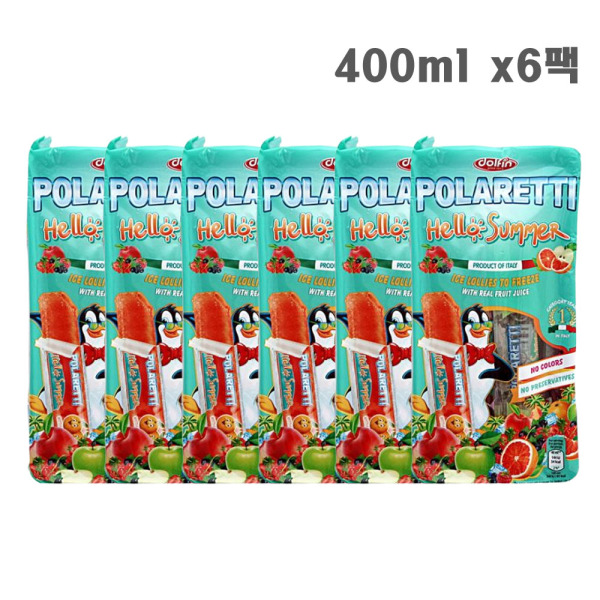 400ml x6팩
dolfin
POLARETTI
Hello Summer
PRODUCT OF ITALY
ICE LOLLIES TO FREEZE
WITH REAL FRUIT JUICE
1
POLARETTI
NO COLORS
NO PRESERVATIVES